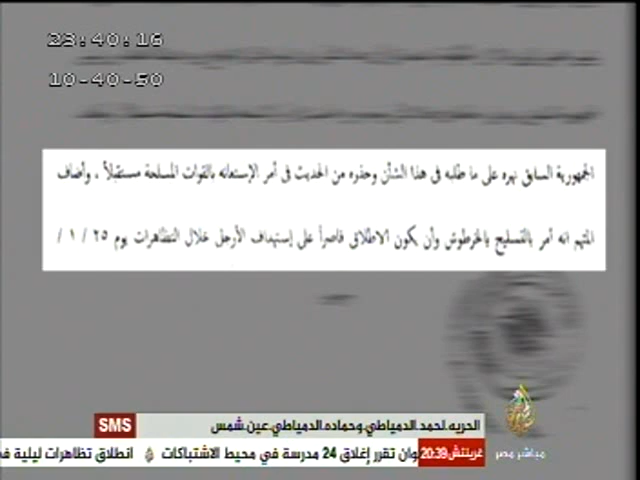 23:40:16
10-40-50
الجمهورية السابق نهره على ما طلبه فى هذا الشأن وحذره من الحديث فى أمر الإستعانه بالقوات المسلحة مستقبلاً ، وأضاف
المتهم انه أمر بالتسليح بالخرطوش وأن يكون الاطلاق قاصراً على إستهداف الأرجل خلال التظاهرات يوم ٢٥ / ١ /
SMS
الحريه.لحمد.الدمياطي.وحماده.الدمياطي.عين.شمس
مباشر مصر
غرينتش 20:39
وان تقرر إغلاق 24 مدرسة في محيط الاشتباكات
انطلاق تظاهرات ليلية في